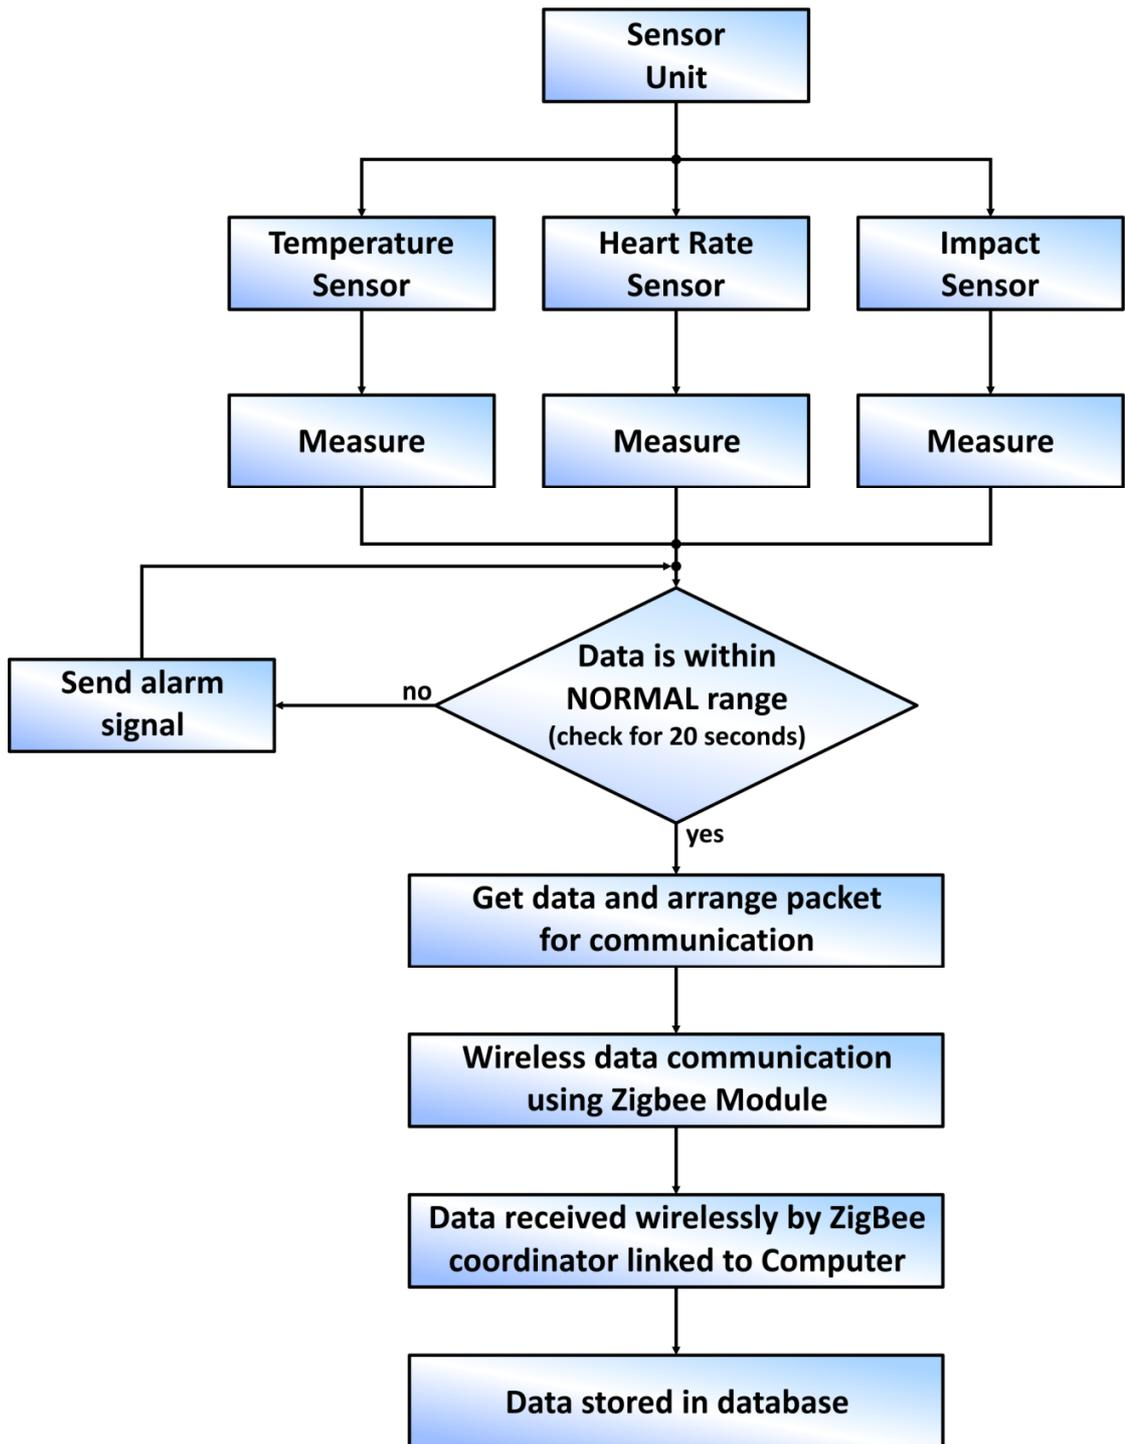 Sensor
Unit
Temperature
Sensor
Heart Rate
Sensor
Impact
Sensor
Measure
Measure
Measure
Data is within
NORMAL range
(check for 20 seconds)
no
Send alarm
signal
yes
Get data and arrange packet
for communication
Wireless data communication
using Zigbee Module
Data received wirelessly by ZigBee
coordinator linked to Computer
Data stored in database